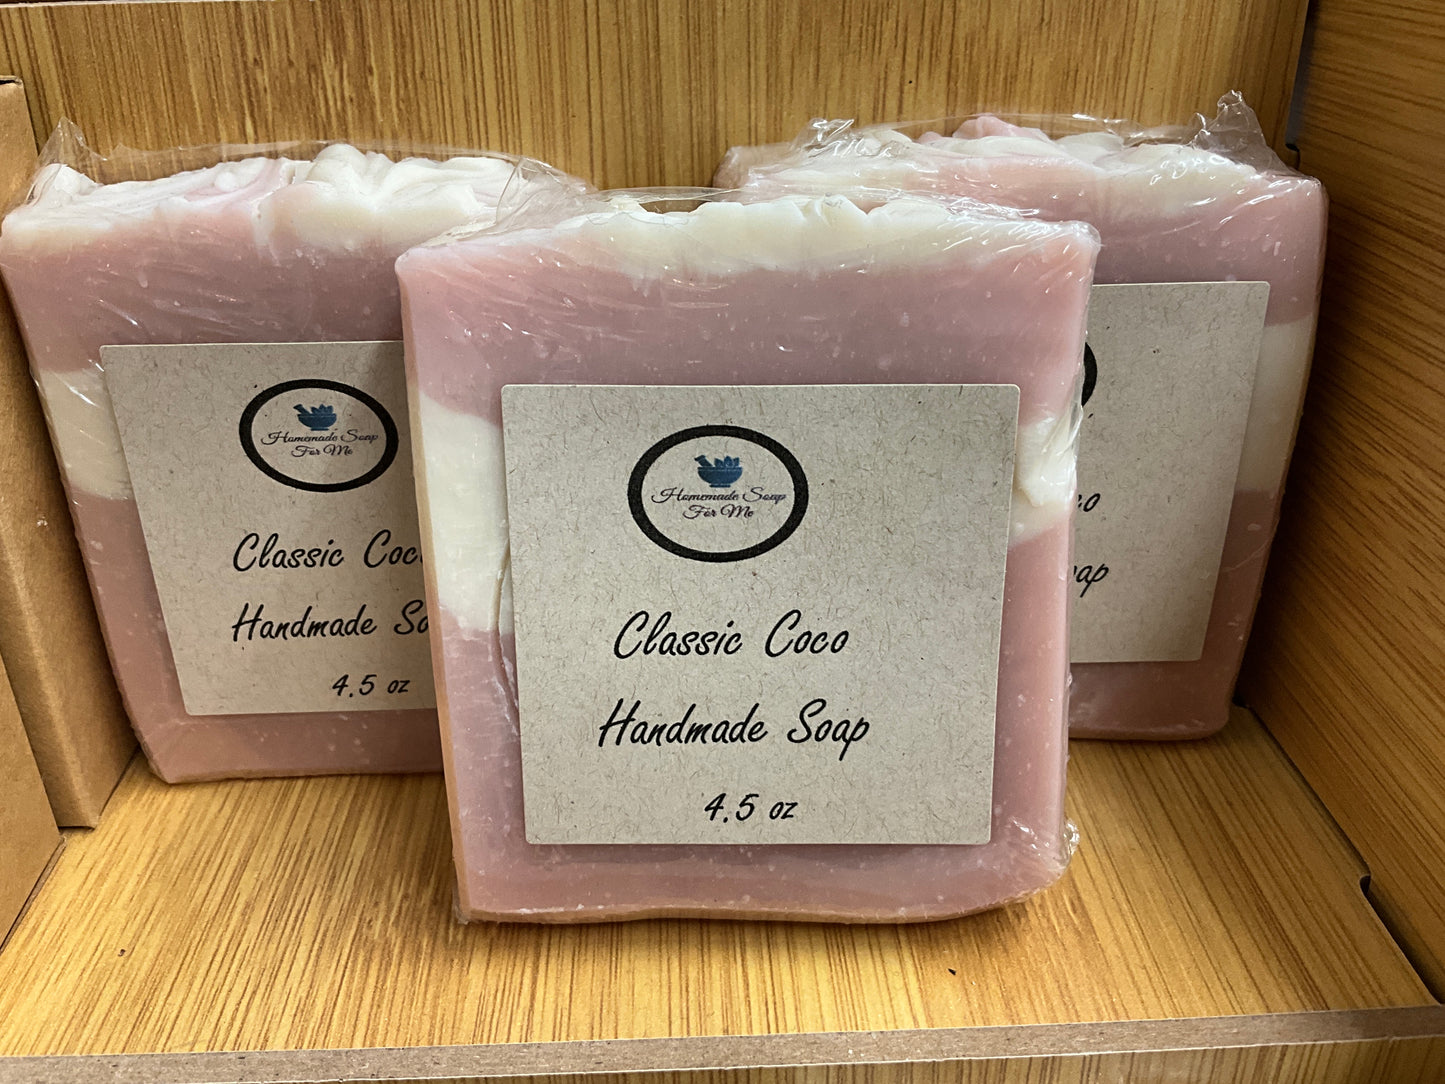 Homemade Soap
For Me
Classic Coc
Handmade So
4.5 oz
Homemade Soap
For Me
Classic Coco
Handmade Soap
4.5 oz
co
ap